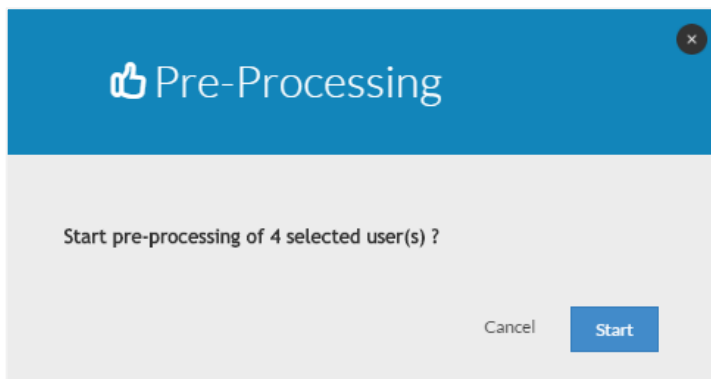 Pre-Processing
Start pre-processing of 4 selected user(s) ?
Cancel
Start